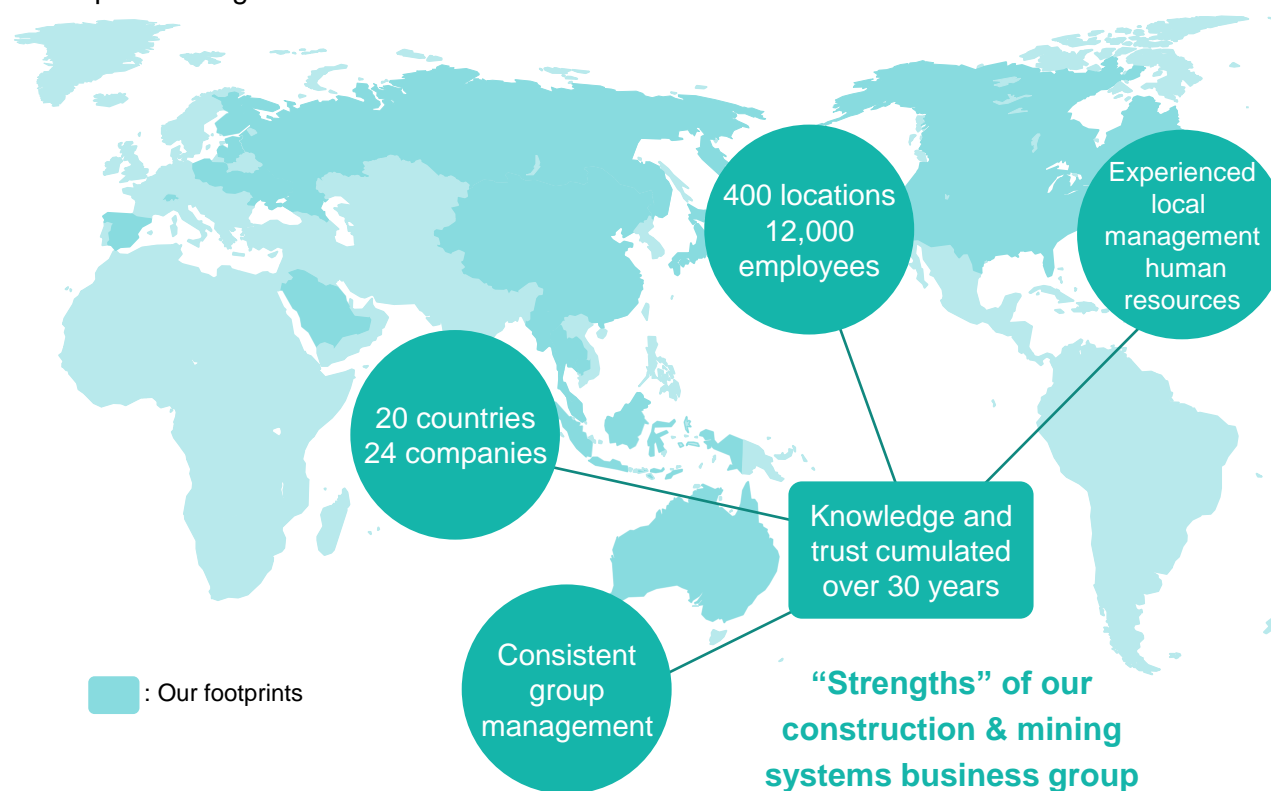 400 locations
12,000
employees
Experienced
local
management
human
resources
20 countries
24 companies
Knowledge and
trust cumulated
over 30 years
Consistent
group
management
: Our footprints
“Strengths” of our
construction & mining
systems business group